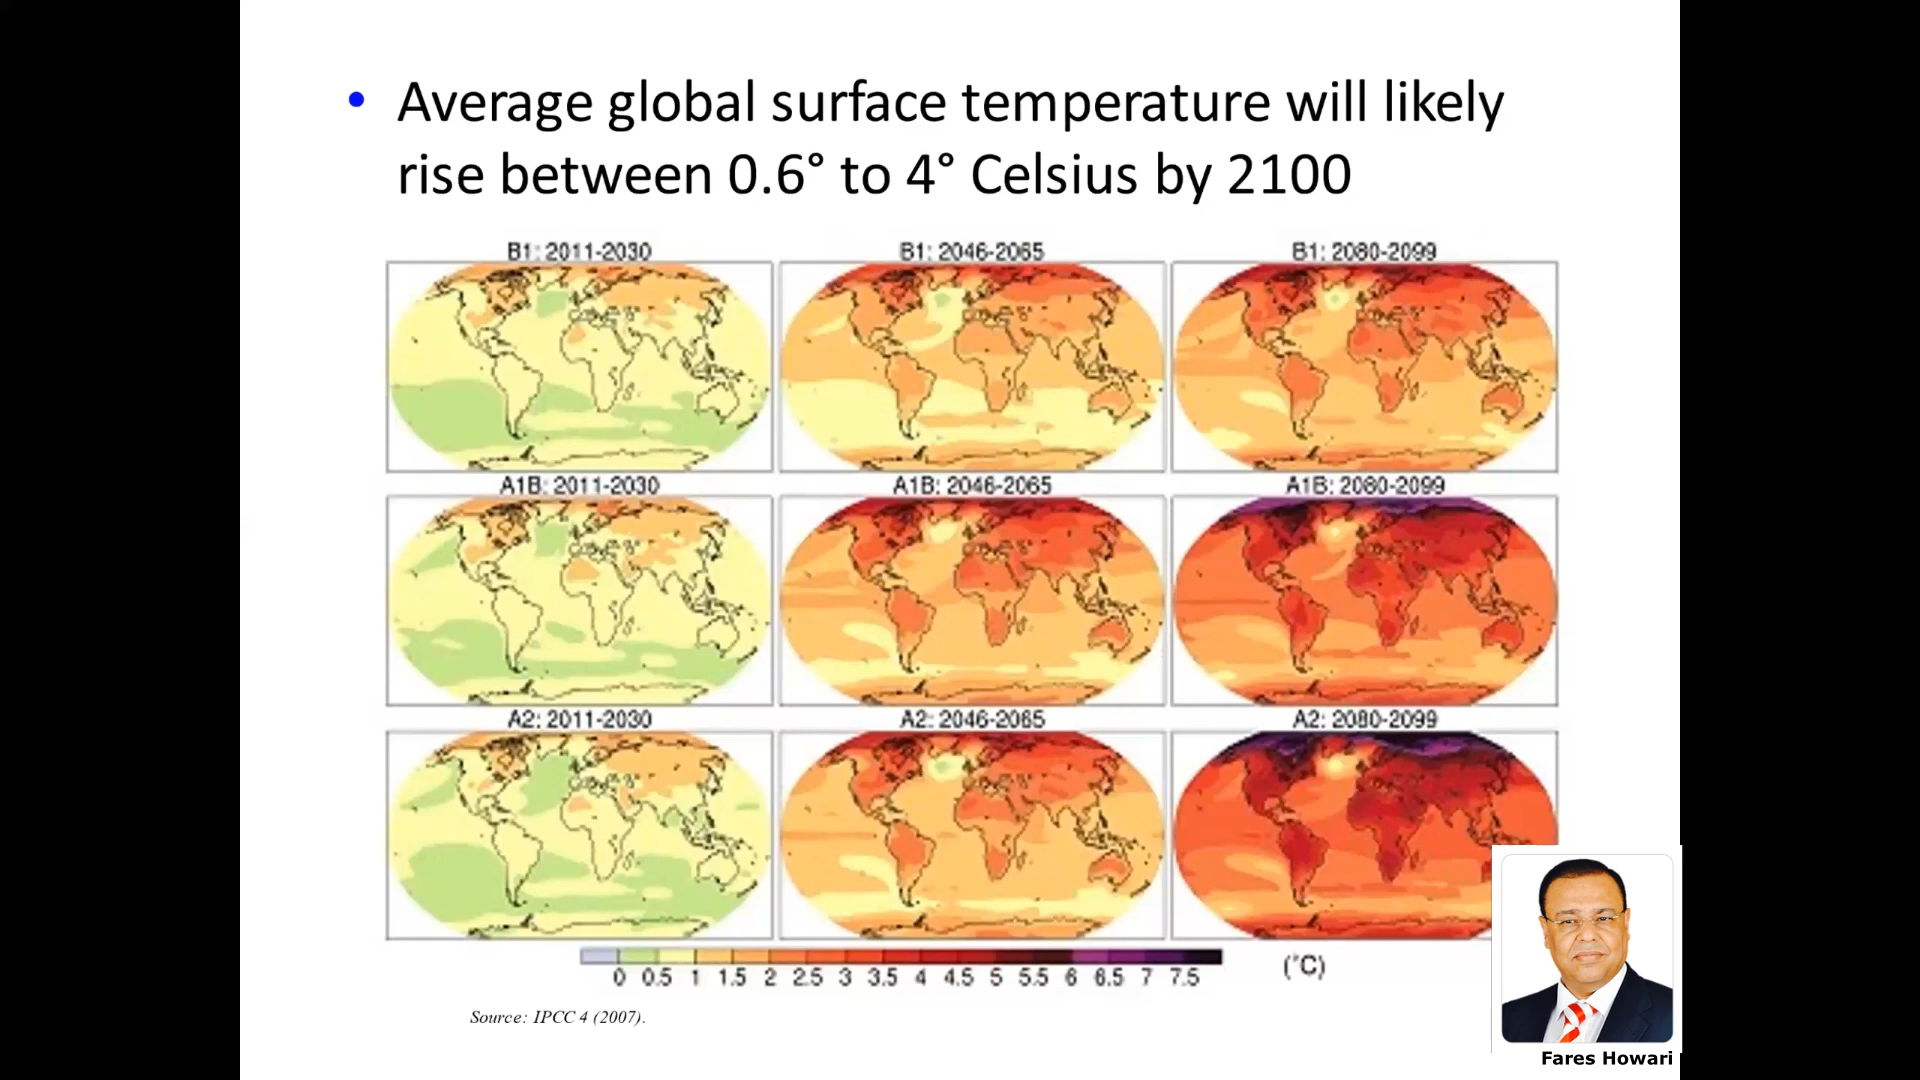 • Average global surface temperature will likely
rise between 0.6° to 4° Celsius by 2100
B1: 2011-2030 B1: 2046-2065 B1: 2080-2099
A1B: 2011-2030 A1B: 2046-2065 A1B: 2080-2099
A2: 2011-2030 A2: 2046-2065 A2: 2080-2099
0 0.5 1 1.5 2 2.5 3 3.5 4 4.5 5 5.5 6 6.5 7 7.5 (°C)
Source: IPCC 4 (2007).
Fares Howari